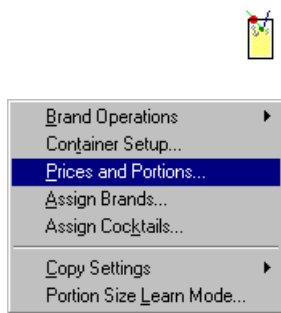 Brand Operations
Container Setup...
Prices and Portions...
Assign Brands...
Assign Cocktails...
Copy Settings
Portion Size Learn Mode...